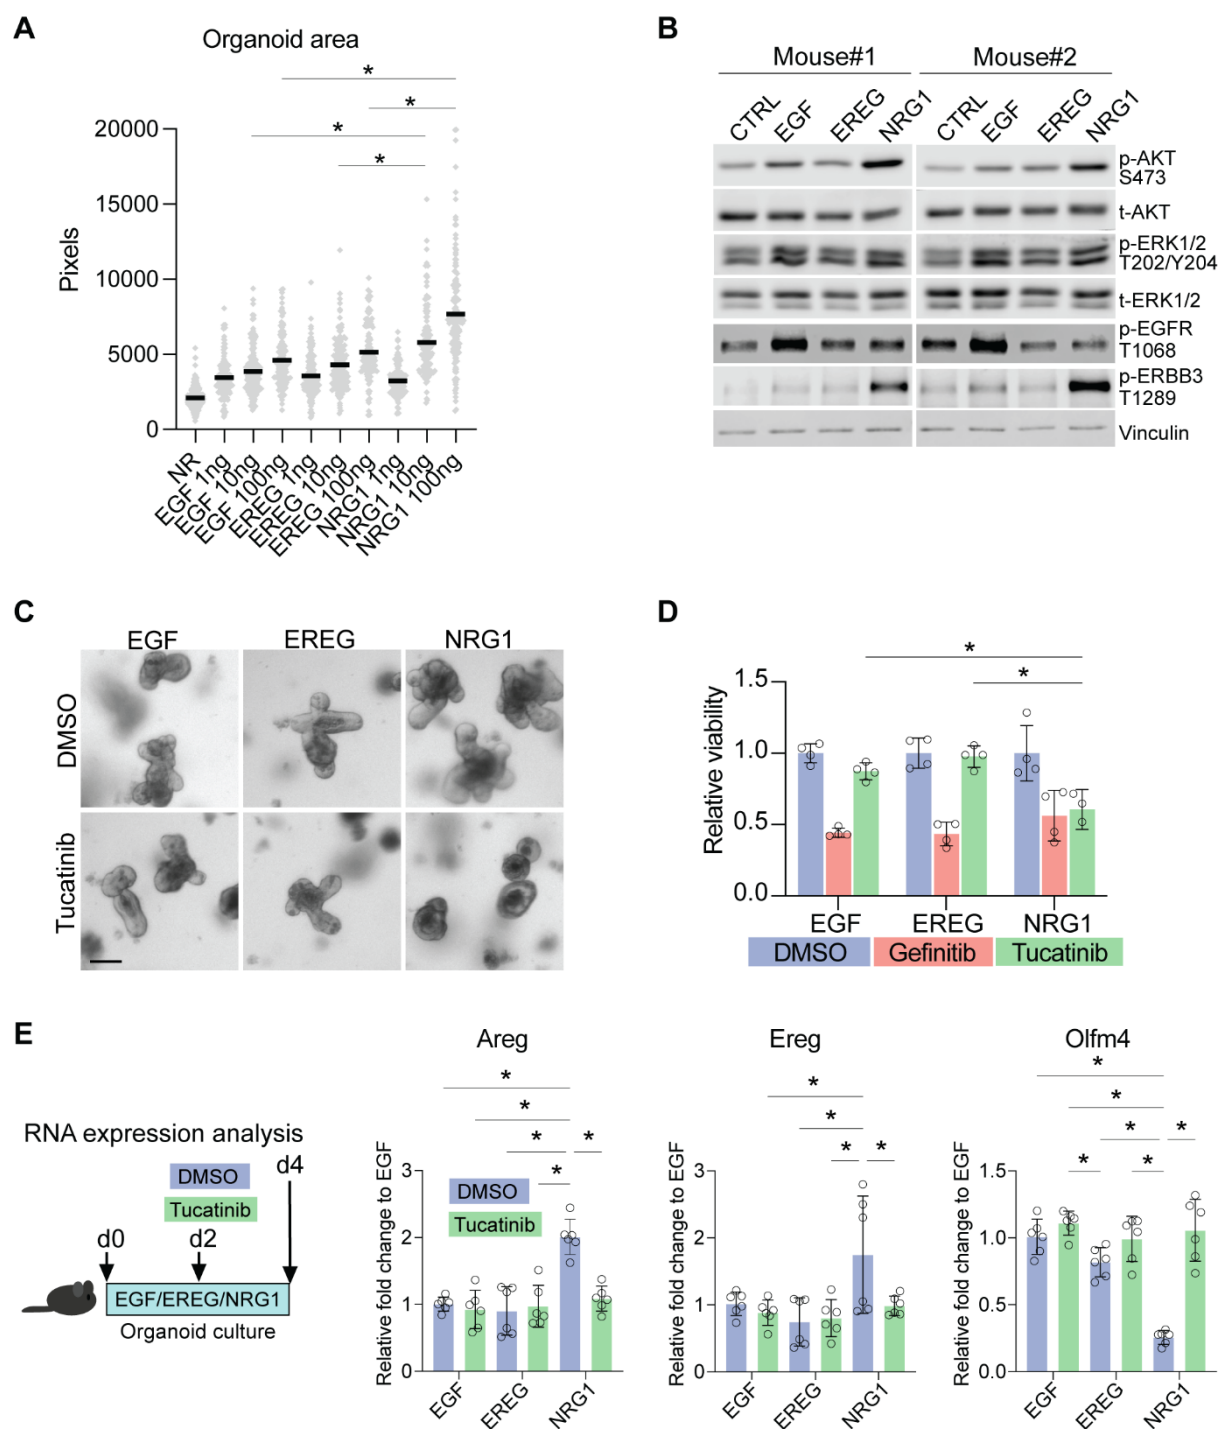 A
Organoid area
*
*
*
*
Pixels
20000
15000
10000
5000
0
NR
EGF 1ng
EGF 10ng
EGF 100ng
EREG 1ng
EREG 10ng
EREG 100ng
NRG1 1ng
NRG1 10ng
NRG1 100ng
B
Mouse#1 Mouse#2
CTRL EGF EREG NRG1 CTRL EGF EREG NRG1
p-AKT
S473
t-AKT
p-ERK1/2
T202/Y204
t-ERK1/2
p-EGFR
T1068
p-ERBB3
T1289
Vinculin
C
EGF EREG NRG1
DMSO
Tucatinib
D
*
*
Relative viability
1.5
1.0
0.5
0.0
EGF EREG NRG1
DMSO Gefinitib Tucatinib
E
RNA expression analysis
DMSO
Tucatinib
d0 d2 d4
EGF/EREG/NRG1
Organoid culture
Areg
*
*
* *
*
Relative fold change to EGF
3
2
1
0
DMSO
Tucatinib
EGF EREG NRG1
Ereg
*
*
* *
Relative fold change to EGF
3
2
1
0
EGF EREG NRG1
Olfm4
*
*
* *
* *
Relative fold change to EGF
1.5
1.0
0.5
0.0
EGF EREG NRG1